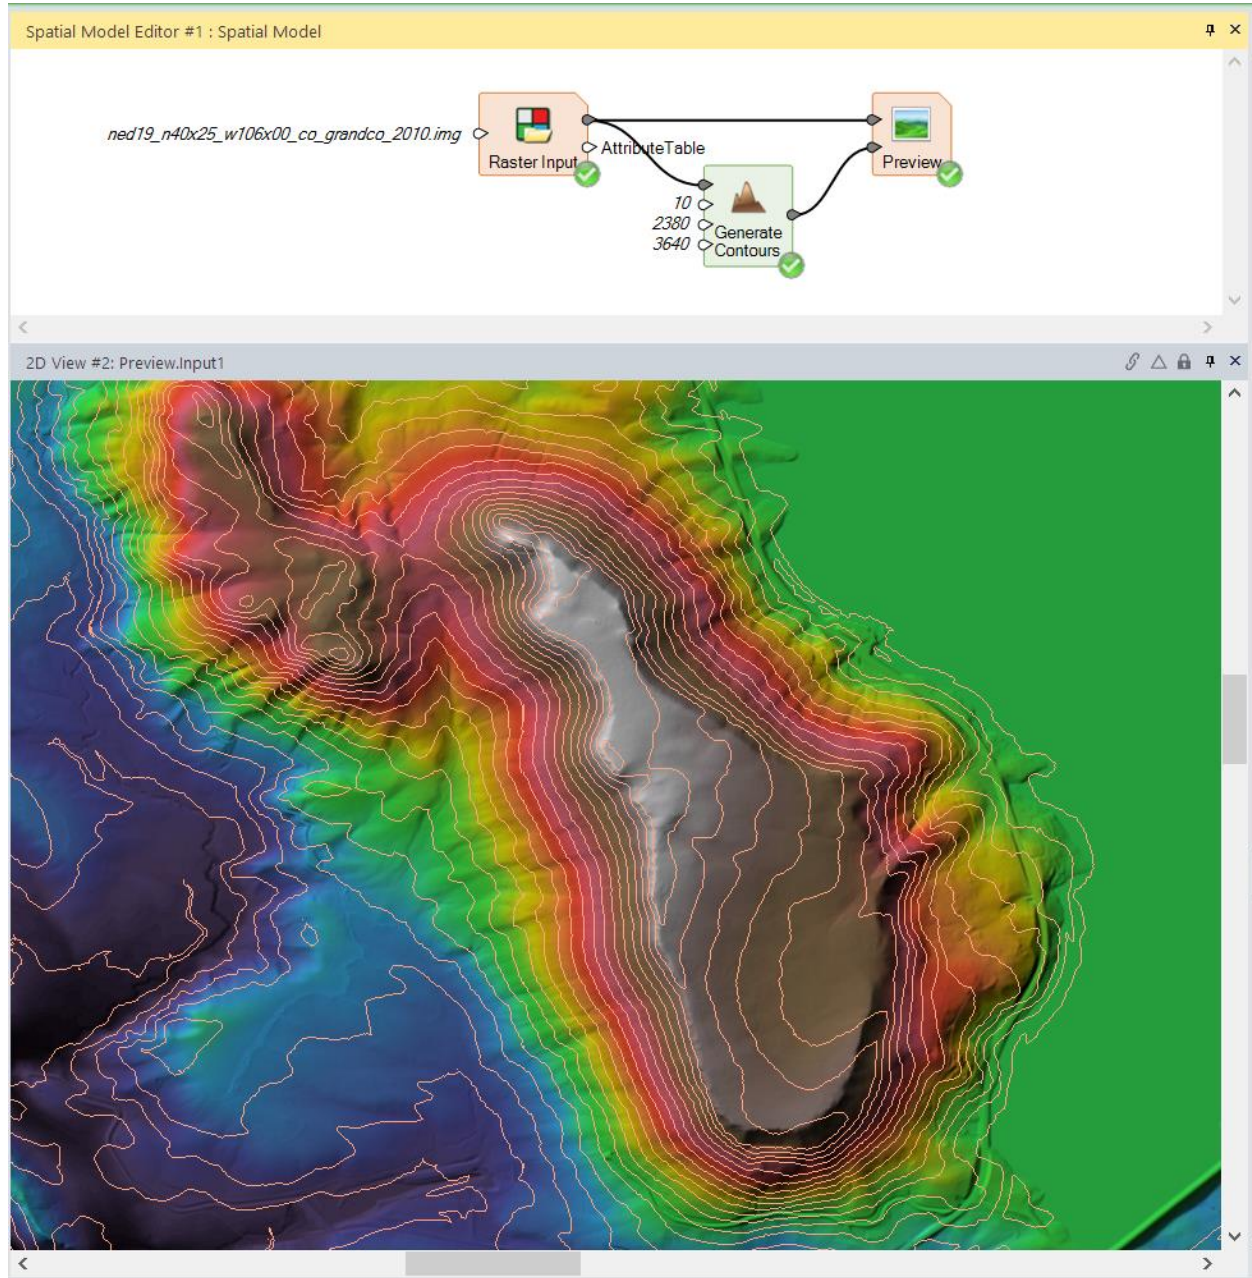 Spatial Model Editor #1 : Spatial Model
ned19_n40x25_w106x00_co_grandco_2010.img
Raster Input
AttributeTable
Preview
10
2380
3640
Generate
Contours
2D View #2: Preview.Input1